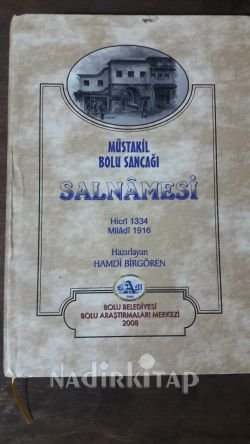 MÜSTAKİL
BOLU SANCAĞI
SALNÂMESİ
Hicrî 1334
Milâdî 1916
Hazırlayan
HAMDİ BİRGÖREN
BAM
BOLU BELEDİYESİ
BOLU ARAŞTIRMALARI MERKEZİ
2008
NADİRKİTAP